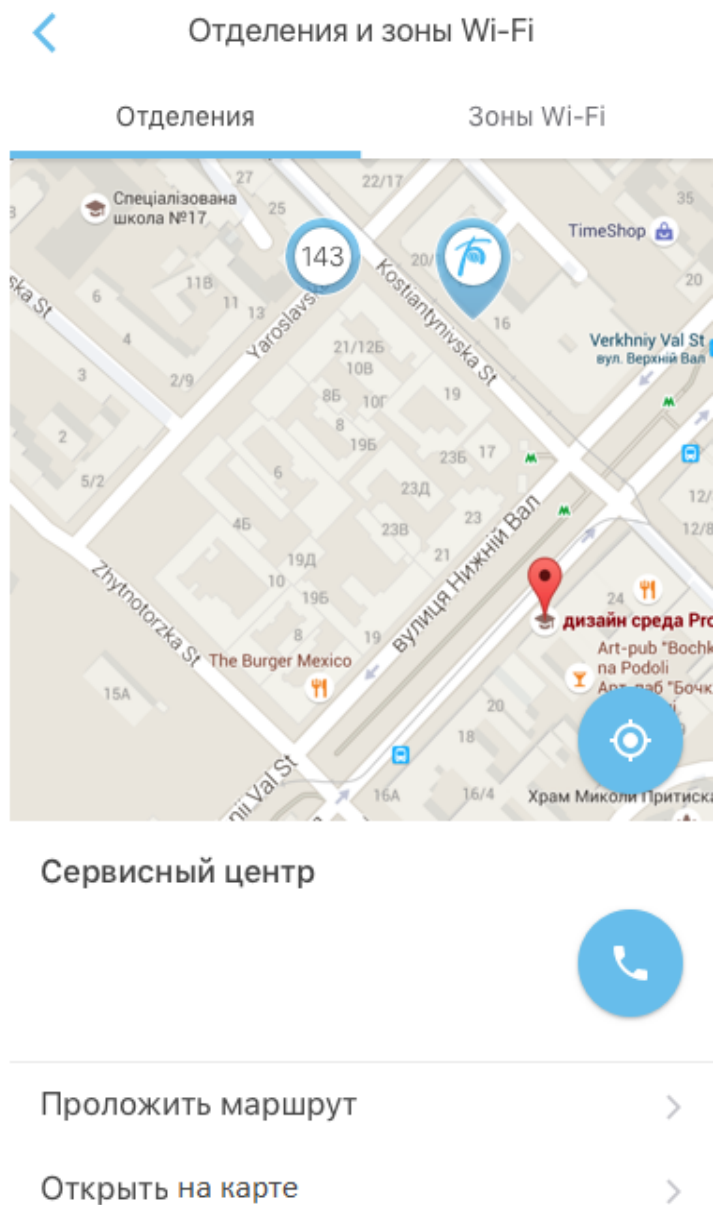 Отделения и зоны Wi-Fi
Отделения
Зоны Wi-Fi
27
22/17
35
Спеціалізована
школа №17
25
TimeShop
143
20/
20
11В
6
11
13
Yaroslavs
Kostiantynivska St
16
ska St
4
21/12Б
10В
Verkhniy Val St
вул. Верхній Вал
3
2/9
8Б
10Г
19
8
19Б
2
23Б
17
5/2
6
23Д
12/
4Б
23В
23
12/8
19Д
21
10
19Б
вулиця Нижній Вал
Zhytnotorzka St
24
8
19
дизайн среда Pro
The Burger Mexico
Art-pub "Bochk
na Podoli
Арт-паб "Бочк
15А
20
18
16А
16/4
Храм Миколи Притиска
nii Val St
Сервисный центр
Проложить маршрут
Открыть на карте